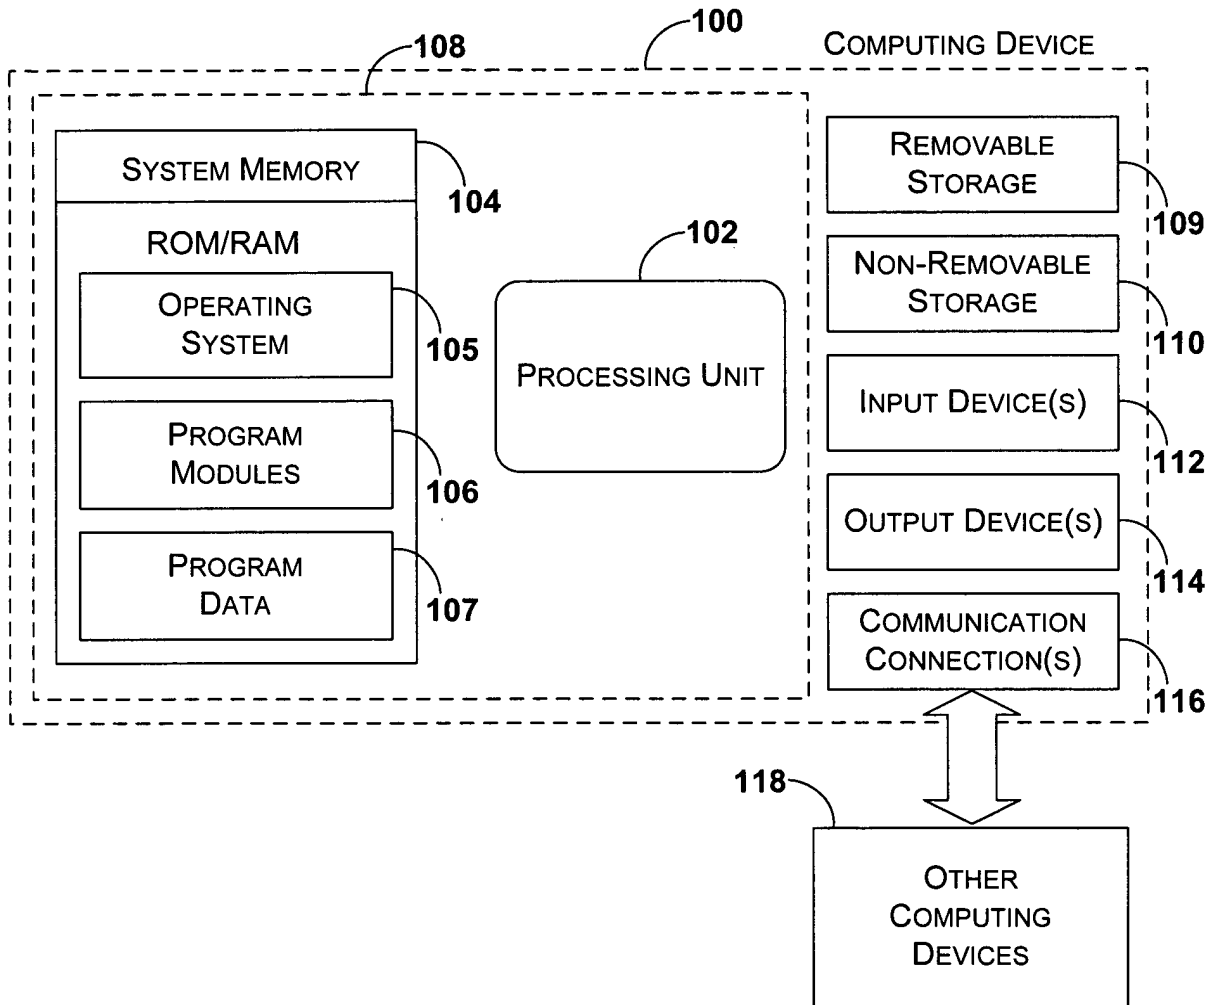 100
COMPUTING DEVICE
108
SYSTEM MEMORY
104
ROM/RAM
OPERATING
SYSTEM
105
PROGRAM
MODULES
106
PROGRAM
DATA
107
102
PROCESSING UNIT
REMOVABLE
STORAGE
109
NON-REMOVABLE
STORAGE
110
INPUT DEVICE(S)
112
OUTPUT DEVICE(S)
114
COMMUNICATION
CONNECTION(S)
116
118
OTHER
COMPUTING
DEVICES